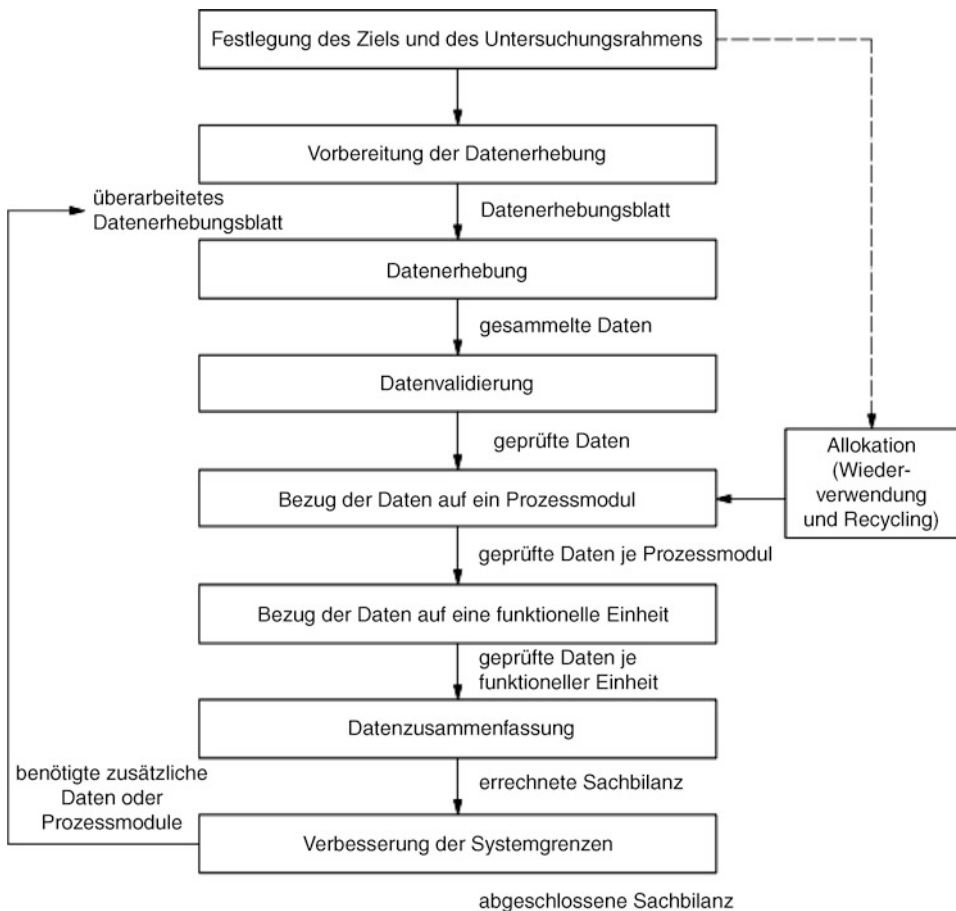 Festlegung des Ziels und des Untersuchungsrahmens
Vorbereitung der Datenerhebung
überarbeitetes
Datenerhebungsblatt
Datenerhebungsblatt
Datenerhebung
gesammelte Daten
Datenvalidierung
geprüfte Daten
Allokation
(Wieder-
verwendung
und Recycling)
Bezug der Daten auf ein Prozessmodul
geprüfte Daten je Prozessmodul
Bezug der Daten auf eine funktionelle Einheit
geprüfte Daten je
funktioneller Einheit
Datenzusammenfassung
errechnete Sachbilanz
benötigte zusätzliche
Daten oder
Prozessmodule
Verbesserung der Systemgrenzen
abgeschlossene Sachbilanz